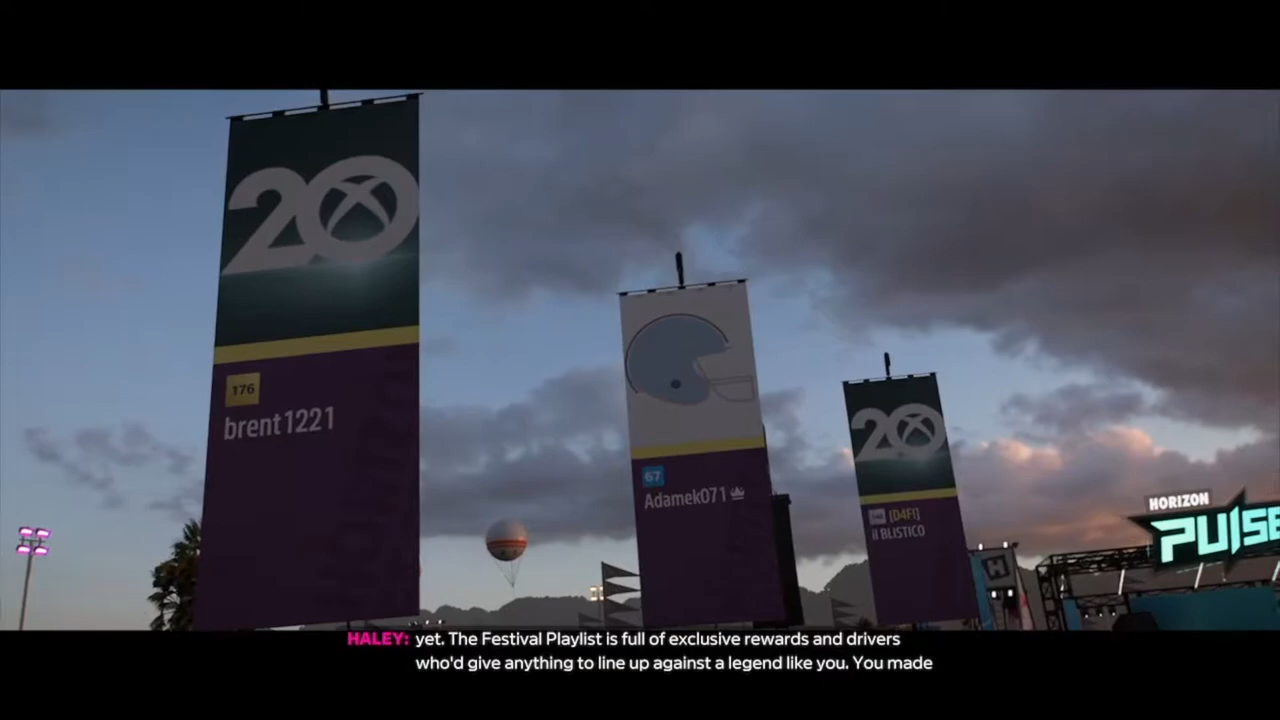 20
176
brent1221
67
Adamek071
20
[D4FI]
II BLISTICO
HORIZON
PULSE
H
HALEY: yet. The Festival Playlist is full of exclusive rewards and drivers
who'd give anything to line up against a legend like you. You made